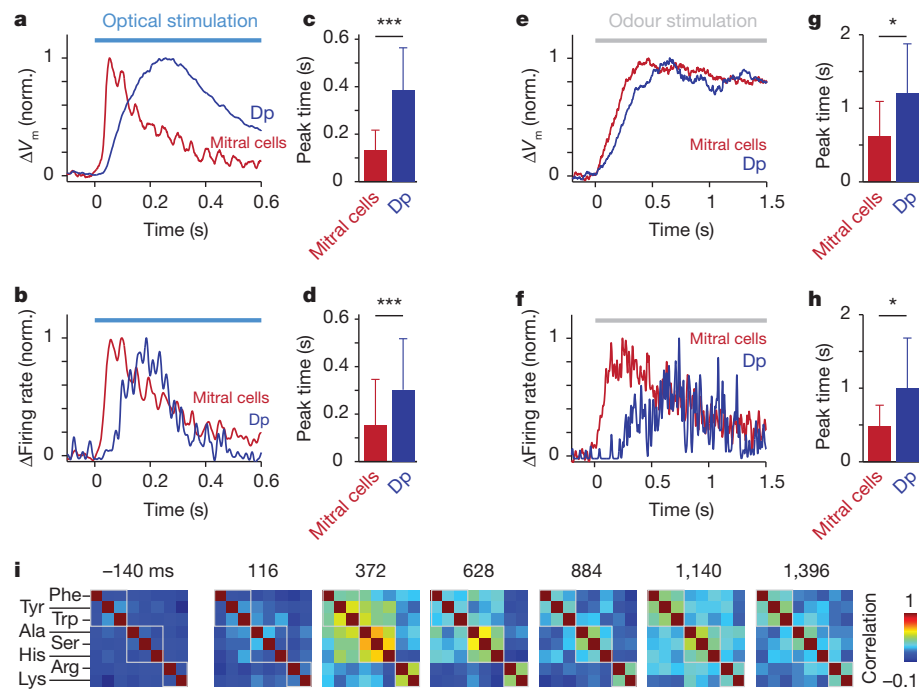 a
Optical stimulation
ΔVm (norm.)
1
0
Dp
Mitral cells
0
0.2
0.4
0.6
Time (s)
c
***
Peak time (s)
0.6
0.4
0.2
0
Mitral cells
Dp
e
Odour stimulation
ΔVm (norm.)
1
0
Mitral cells
Dp
0
0.5
1
1.5
Time (s)
g
*
Peak time (s)
2
1
0
Mitral cells
Dp
b
ΔFiring rate (norm.)
1
0
Mitral cells
Dp
0
0.2
0.4
0.6
Time (s)
d
***
Peak time (s)
0.6
0.4
0.2
0
Mitral cells
Dp
f
ΔFiring rate (norm.)
1
0
Mitral cells
Dp
0
0.5
1
1.5
Time (s)
h
*
Peak time (s)
2
1
0
Mitral cells
Dp
i
−140 ms
116
372
628
884
1,140
1,396
Phe
Tyr
Trp
Ala
Ser
His
Arg
Lys
Correlation
1
−0.1